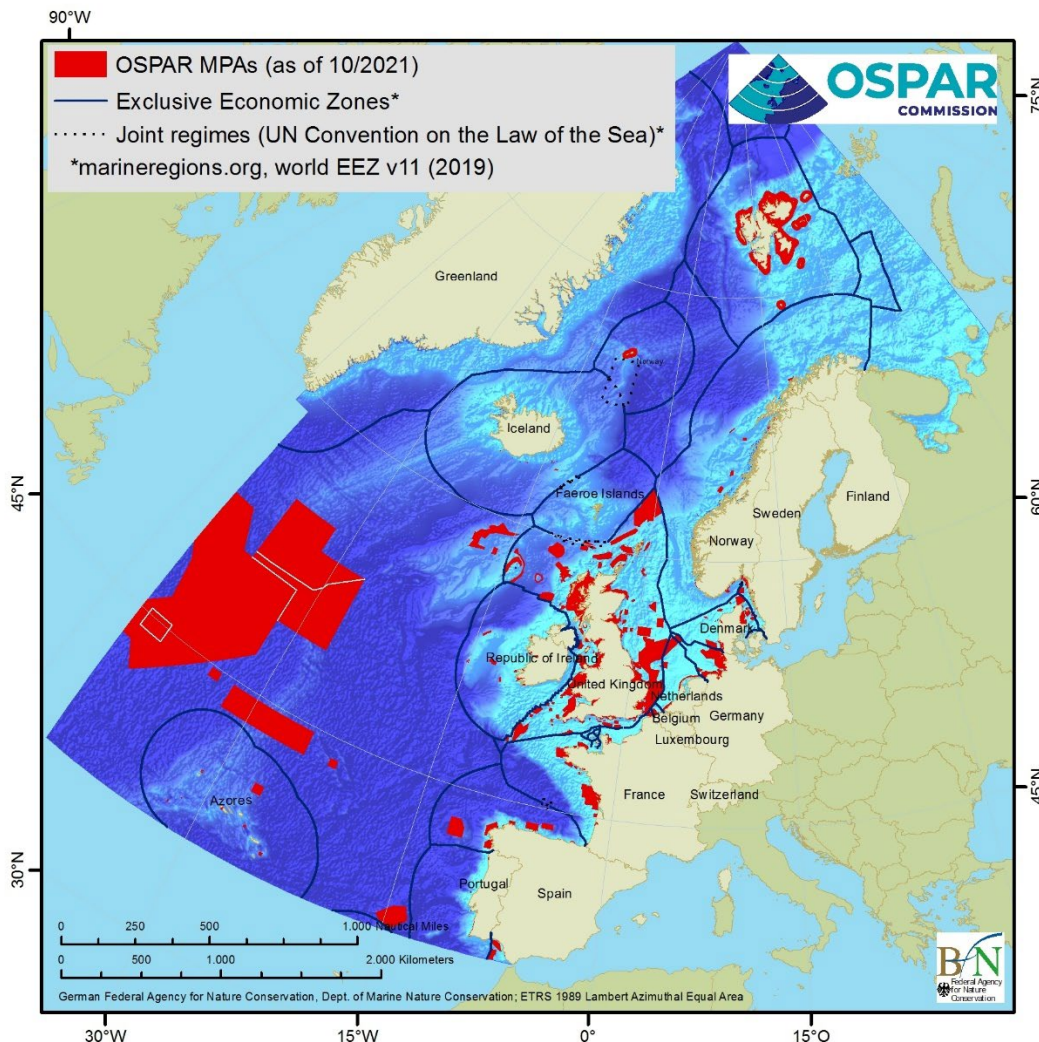 90°W
OSPAR MPAs (as of 10/2021)
Exclusive Economic Zones*
Joint regimes (UN Convention on the Law of the Sea)*
*marineregions.org, world EEZ v11 (2019)
OSPAR
COMMISSION
75°N
Greenland
Norway
Iceland
45°N
Faeroe Islands
60°N
Finland
Sweden
Norway
Denmark
Republic of Ireland
United Kingdom
Netherlands
Belgium
Germany
Luxembourg
Azores
France
Switzerland
45°N
30°N
Portugal
Spain
0 250 500 1.000 Nautical Miles
0 500 1.000 2.000 Kilometers
German Federal Agency for Nature Conservation, Dept. of Marine Nature Conservation; ETRS 1989 Lambert Azimuthal Equal Area
BfN
Federal Agency
for Nature
Conservation
30°W
15°W
0°
15°O